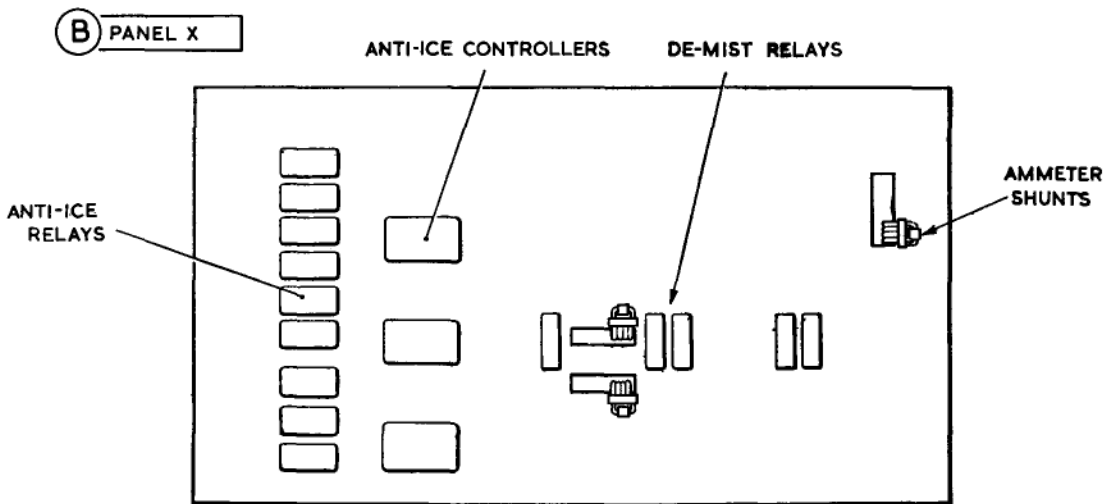 B PANEL X
ANTI-ICE CONTROLLERS
DE-MIST RELAYS
AMMETER
SHUNTS
ANTI-ICE
RELAYS